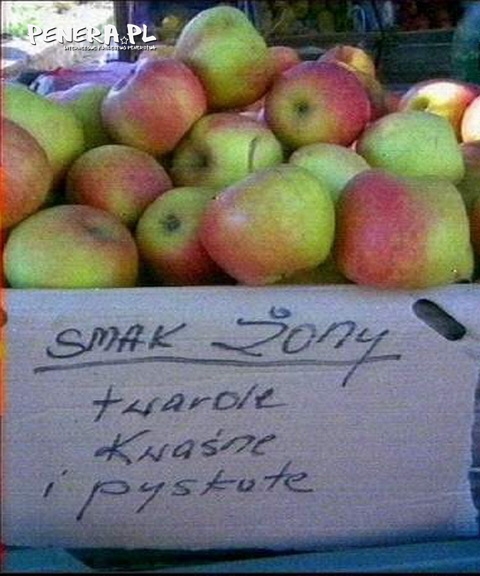 PENERA.PL
SMAK ŻONY
twarde
Kwaśne
i pyskate